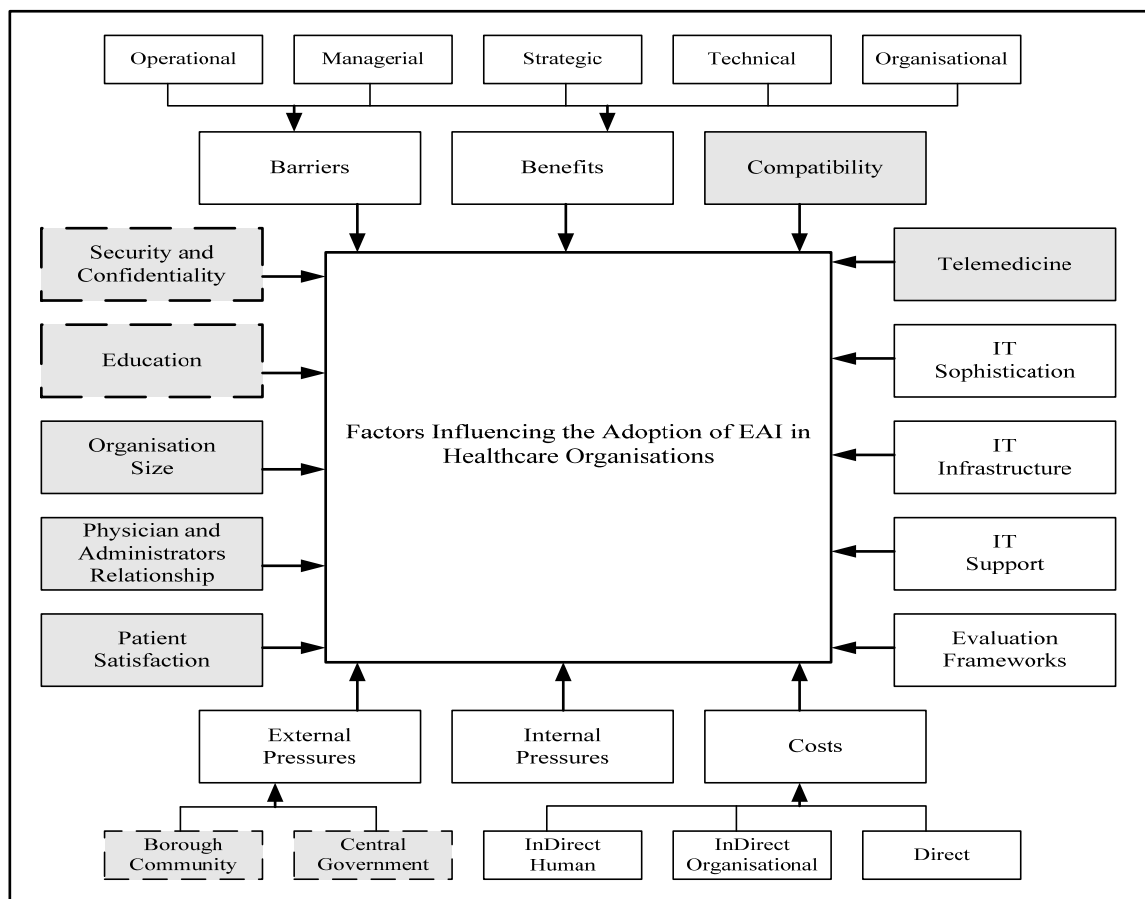 Operational
Managerial
Strategic
Technical
Organisational
Barriers
Benefits
Compatibility
Security and
Confidentiality
Telemedicine
Education
IT
Sophistication
Factors Influencing the Adoption of EAI in
Healthcare Organisations
Organisation
Size
IT
Infrastructure
Physician and
Administrators
Relationship
IT
Support
Patient
Satisfaction
Evaluation
Frameworks
External
Pressures
Internal
Pressures
Costs
Borough
Community
Central
Government
InDirect
Human
InDirect
Organisational
Direct